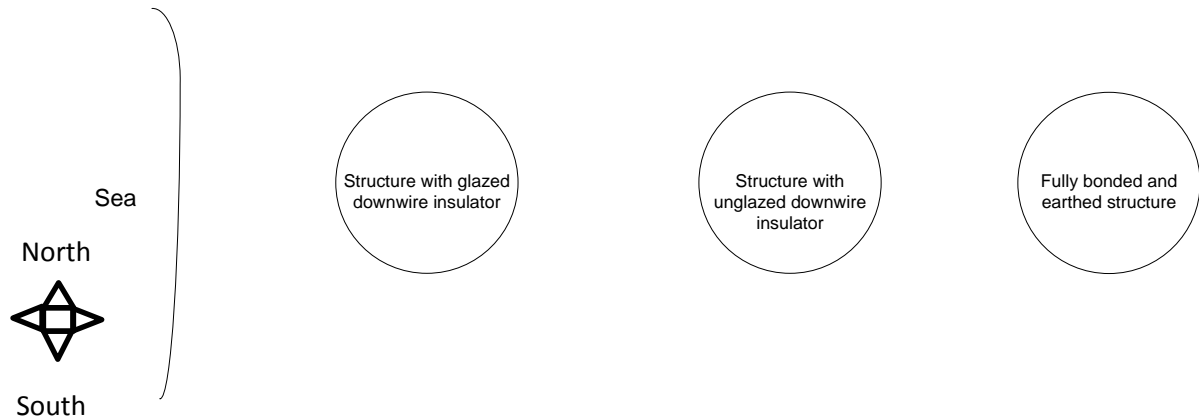 Structure with glazed
downwire insulator
Structure with
unglazed downwire
insulator
Fully bonded and
earthed structure
Sea
North
South